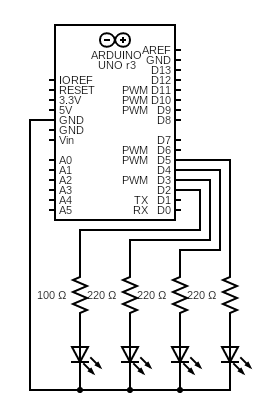 ARDUINO
UNO r3
AREF
GND
D13
D12
IOREF
RESET PWM D11
3.3V PWM D10
5V PWM D9
GND D8
GND
Vin D7
PWM D6
A0 PWM D5
A1 D4
A2 PWM D3
A3 D2
A4 TX D1
A5 RX D0
100 Ω 220 Ω 220 Ω 220 Ω